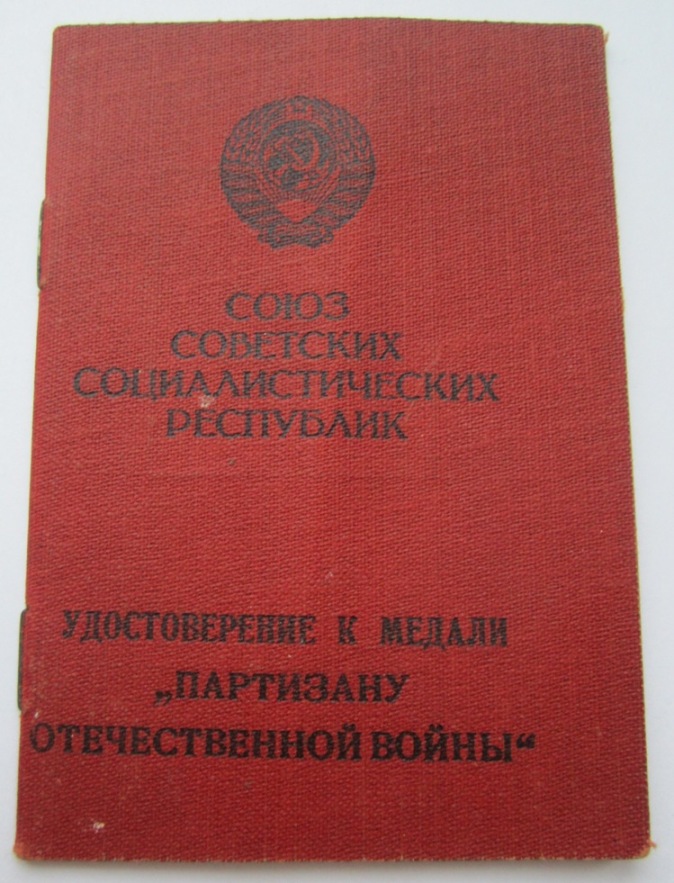 СОЮЗ
СОВЕТСКИХ
СОЦИАЛИСТИЧЕСКИХ
РЕСПУБЛИК
УДОСТОВЕРЕНИЕ К МЕДАЛИ
„ПАРТИЗАНУ
ОТЕЧЕСТВЕННОЙ ВОЙНЫ“